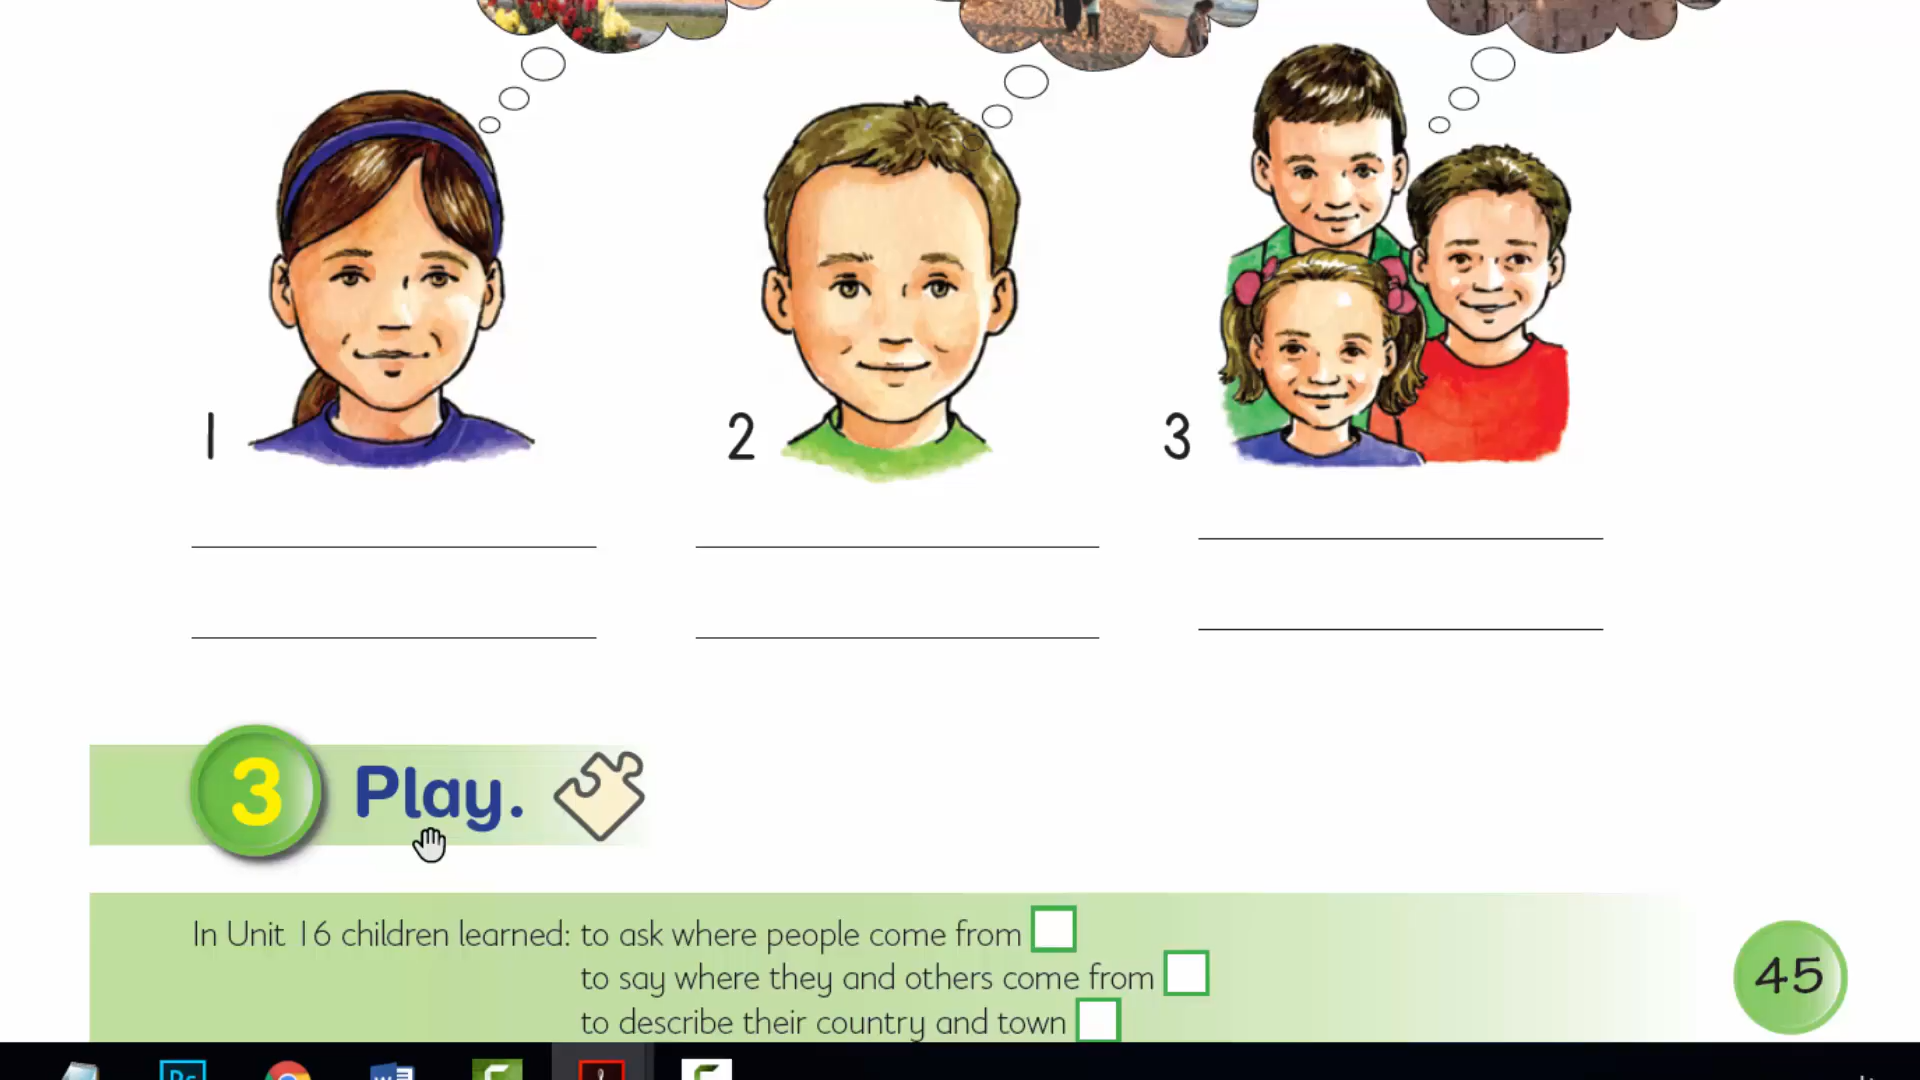 1
2
3
3 Play.
In Unit 16 children learned: to ask where people come from
to say where they and others come from
to describe their country and town
45
Ps